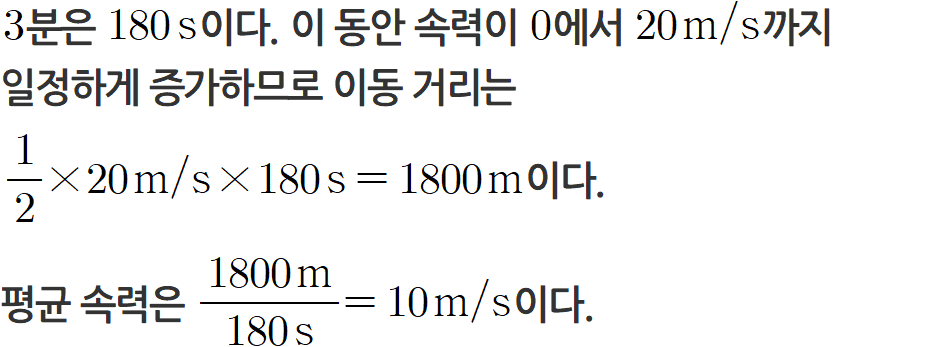 3분은 180 s이다. 이 동안 속력이 0에서 20 m/s까지
일정하게 증가하므로 이동 거리는
\frac{1}{2} × 20 m/s × 180 s = 1800 m이다.
평균 속력은 \frac{1800 m}{180 s} = 10 m/s이다.